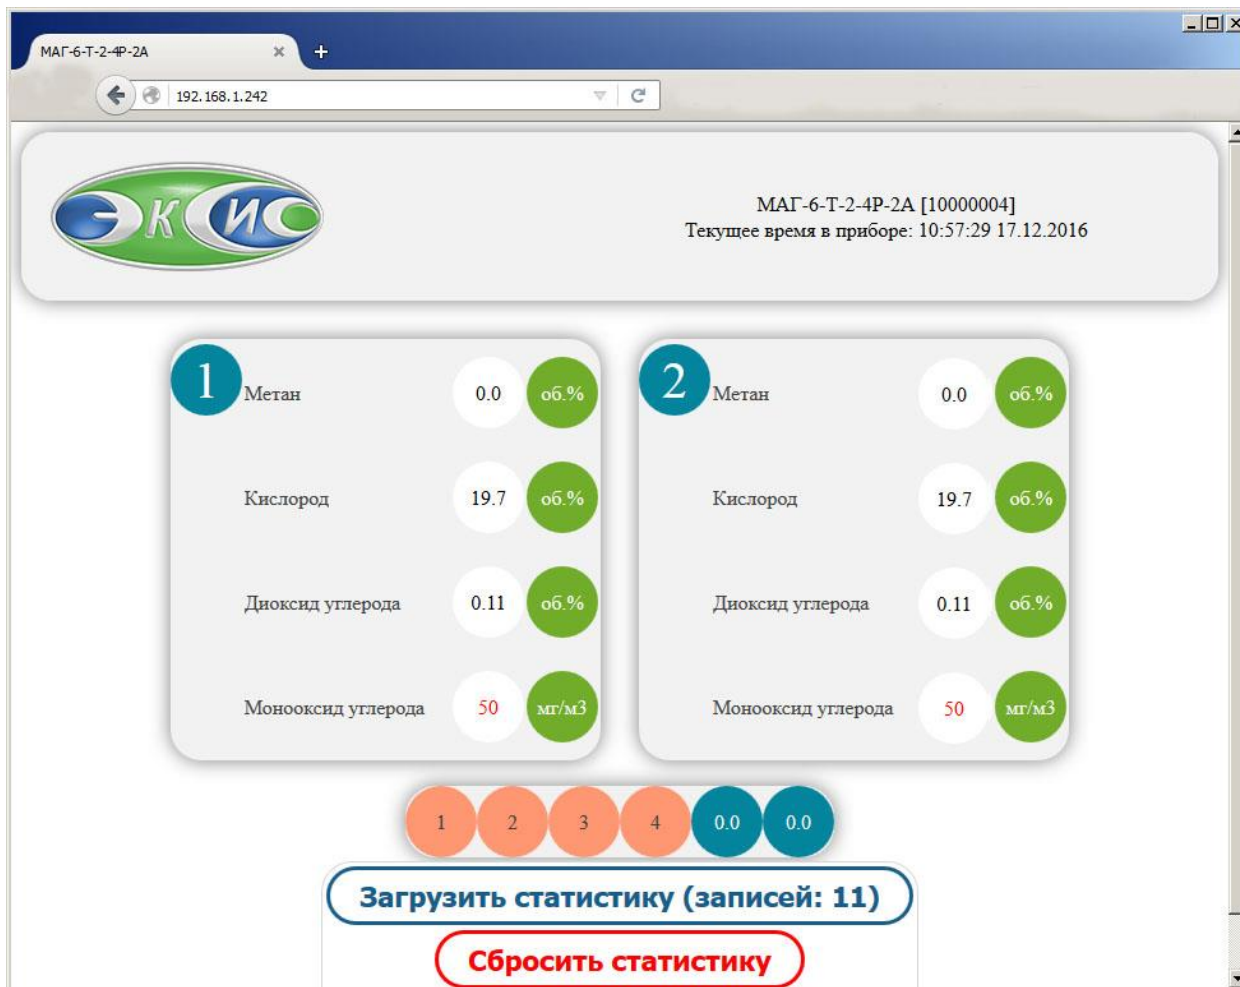 МАГ-6-Т-2-4Р-2А
192.168.1.242
ЭКСИС
МАГ-6-Т-2-4Р-2А [10000004]
Текущее время в приборе: 10:57:29 17.12.2016
1
Метан 0.0 об.%
Кислород 19.7 об.%
Диоксид углерода 0.11 об.%
Монооксид углерода 50 мг/м3
2
Метан 0.0 об.%
Кислород 19.7 об.%
Диоксид углерода 0.11 об.%
Монооксид углерода 50 мг/м3
1 2 3 4 0.0 0.0
Загрузить статистику (записей: 11)
Сбросить статистику